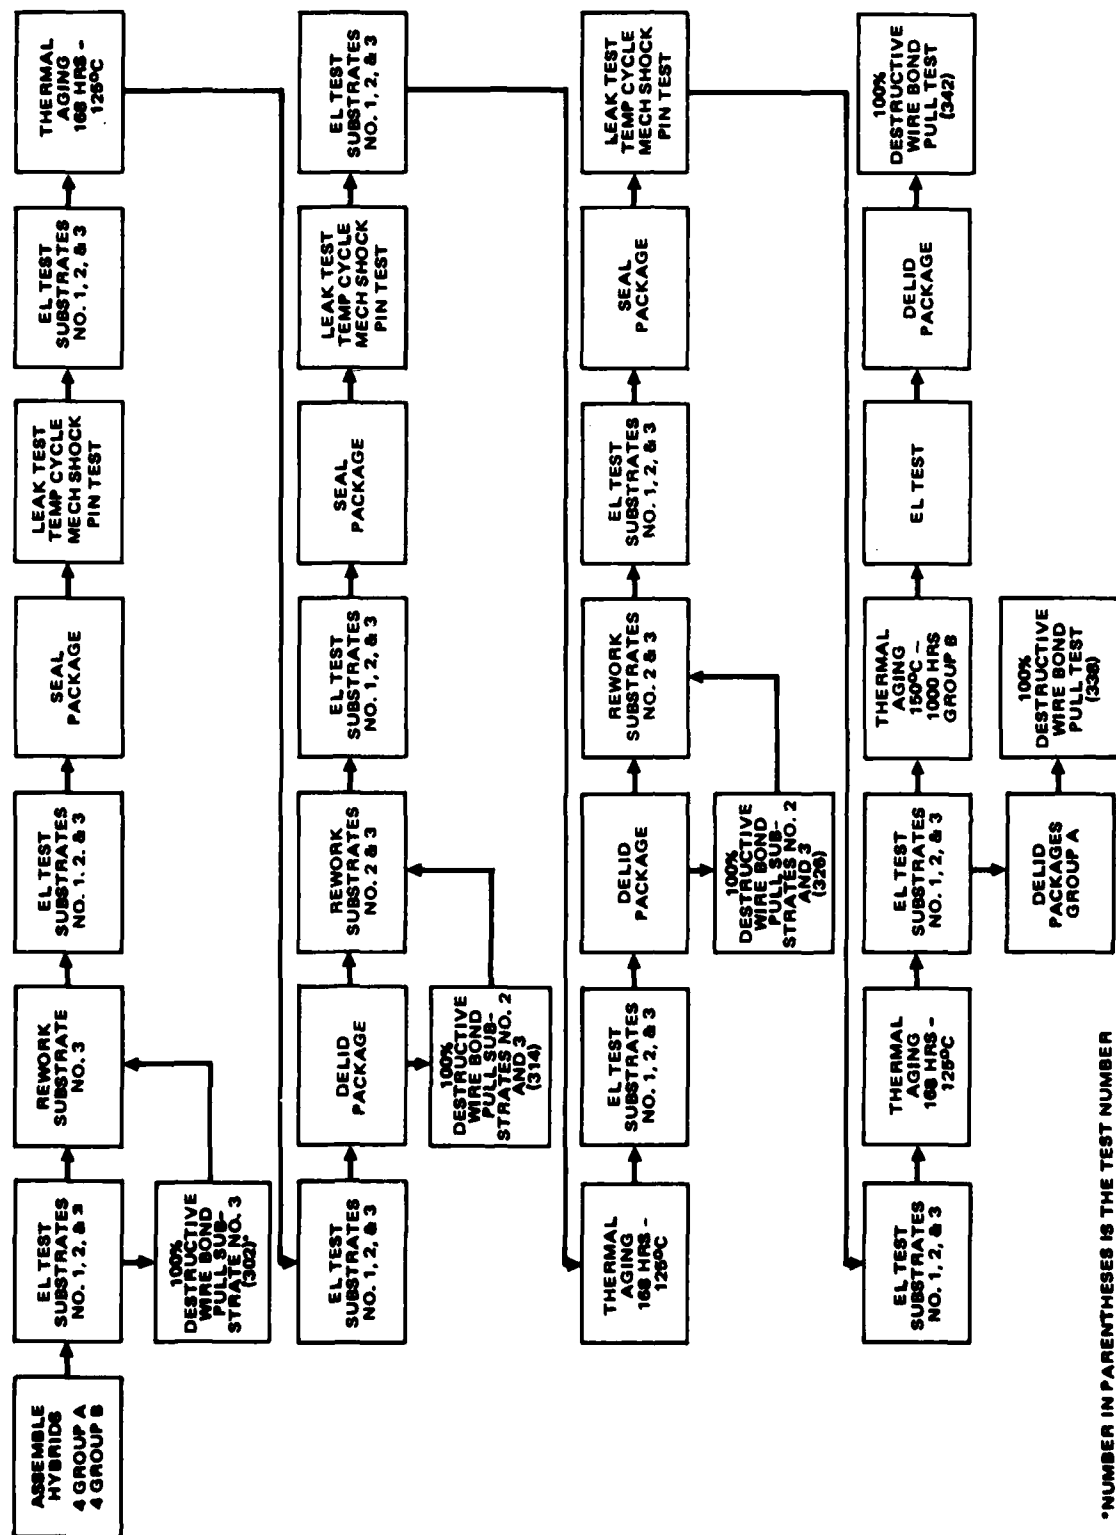 ASSEMBLE
HYBRIDS
4 GROUP A
4 GROUP B
EL TEST
SUBSTRATES
NO. 1, 2, & 3
100%
DESTRUCTIVE
WIRE BOND
PULL SUB-
STRATE NO. 3
(302)*
REWORK
SUBSTRATE
NO. 3
EL TEST
SUBSTRATES
NO. 1, 2, & 3
SEAL
PACKAGE
LEAK TEST
TEMP CYCLE
MECH SHOCK
PIN TEST
EL TEST
SUBSTRATES
NO. 1, 2, & 3
THERMAL
AGING
168 HRS -
125°C
EL TEST
SUBSTRATES
NO. 1, 2, & 3
DELID
PACKAGE
100%
DESTRUCTIVE
WIRE BOND
PULL SUB-
STRATES NO. 2
AND 3
(314)
REWORK
SUBSTRATES
NO. 2 & 3
EL TEST
SUBSTRATES
NO. 1, 2, & 3
SEAL
PACKAGE
LEAK TEST
TEMP CYCLE
MECH SHOCK
PIN TEST
EL TEST
SUBSTRATES
NO. 1, 2, & 3
THERMAL
AGING
168 HRS -
125°C
EL TEST
SUBSTRATES
NO. 1, 2, & 3
DELID
PACKAGE
100%
DESTRUCTIVE
WIRE BOND
PULL SUB-
STRATES NO. 2
AND 3
(326)
REWORK
SUBSTRATES
NO. 2 & 3
EL TEST
SUBSTRATES
NO. 1, 2, & 3
SEAL
PACKAGE
LEAK TEST
TEMP CYCLE
MECH SHOCK
PIN TEST
EL TEST
SUBSTRATES
NO. 1, 2, & 3
THERMAL
AGING
168 HRS -
125°C
EL TEST
SUBSTRATES
NO. 1, 2, & 3
DELID
PACKAGES
GROUP A
100%
DESTRUCTIVE
WIRE BOND
PULL TEST
(338)
THERMAL
AGING
150°C -
1000 HRS
GROUP B
EL TEST
DELID
PACKAGE
100%
DESTRUCTIVE
WIRE BOND
PULL TEST
(342)
*NUMBER IN PARENTHESES IS THE TEST NUMBER